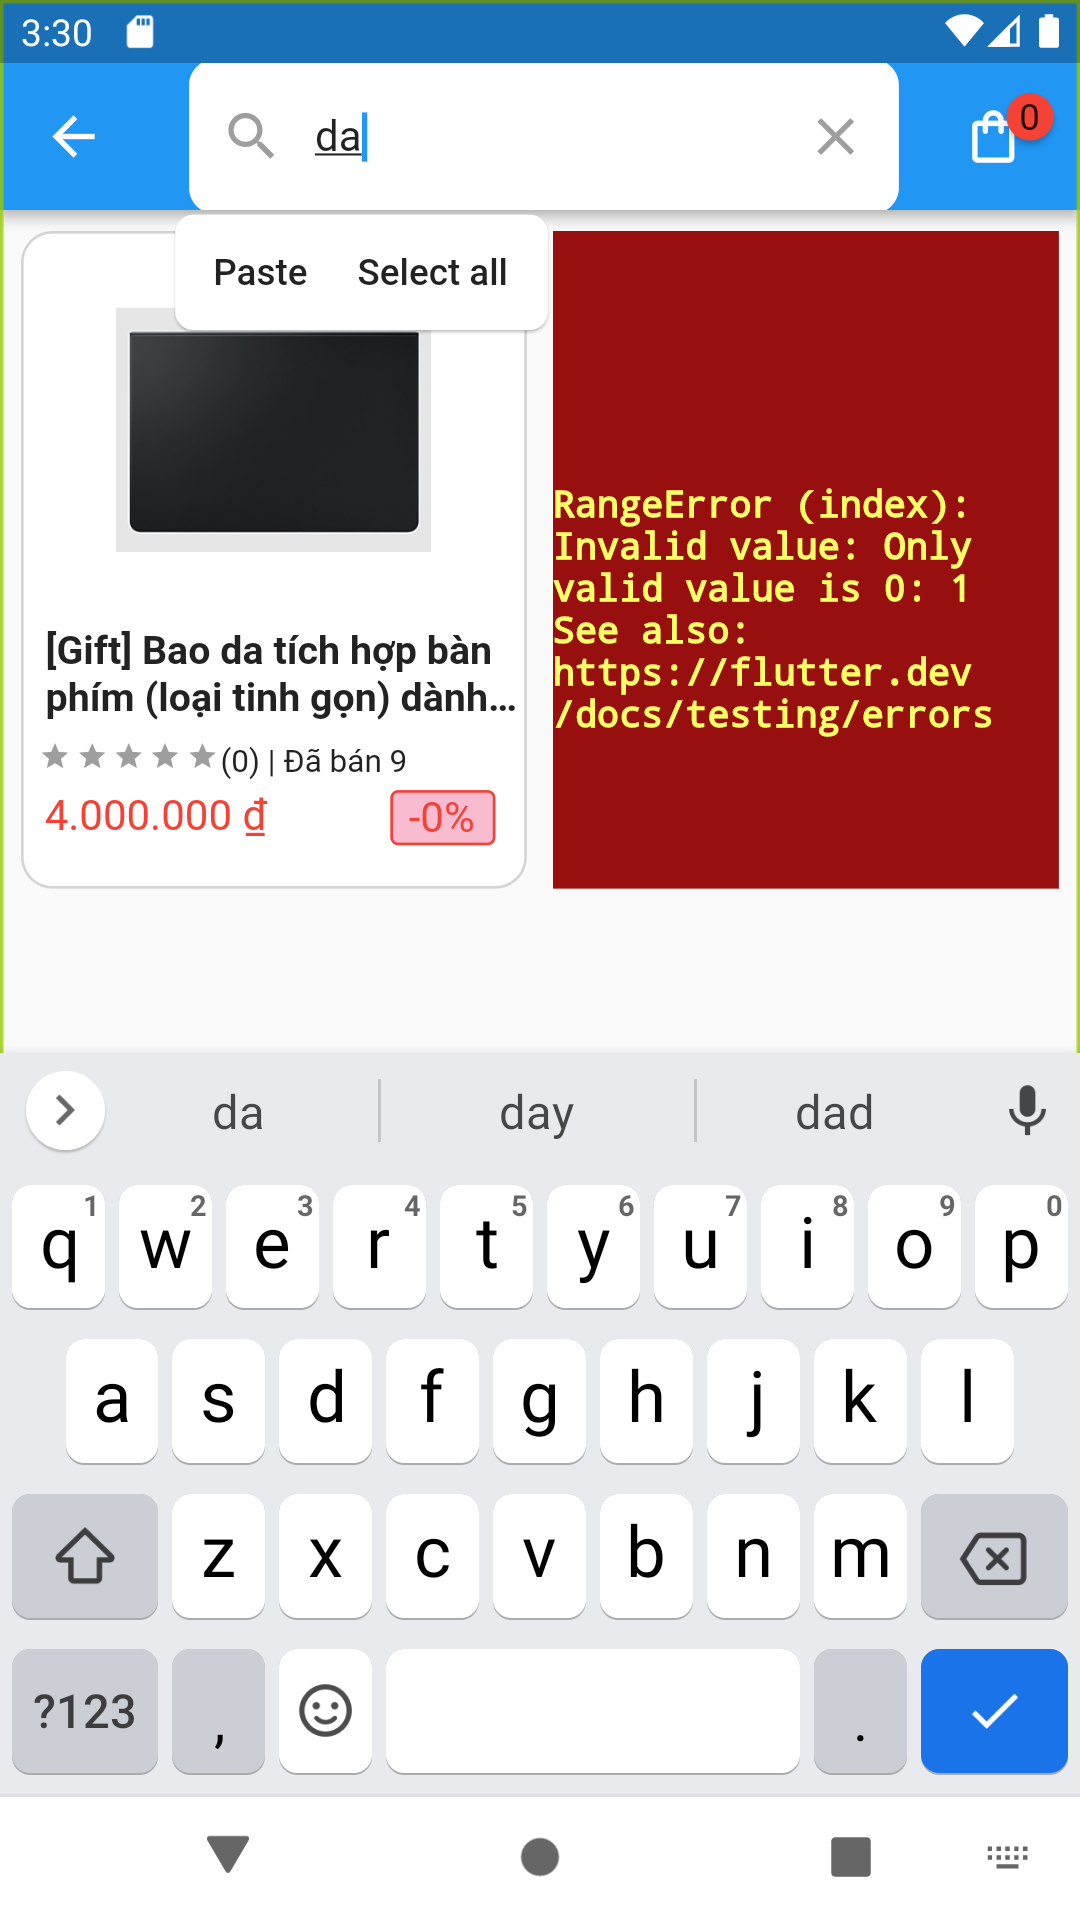 3:30
da
0
Paste Select all
[Gift] Bao da tích hợp bàn
phím (loại tinh gọn) dành...
(0) | Đã bán 9
4.000.000 ₫
-0%
RangeError (index):
Invalid value: Only
valid value is 0: 1
See also:
https://flutter.dev
/docs/testing/errors
da day dad
1 2 3 4 5 6 7 8 9 0
q w e r t y u i o p
a s d f g h j k l
z x c v b n m
?123 , .